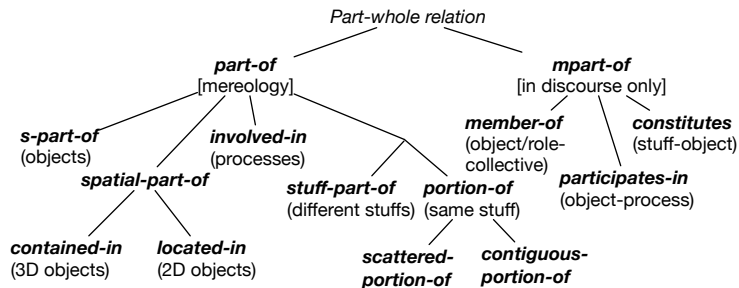 Part-whole relation
part-of
[mereology]
mpart-of
[in discourse only]
s-part-of
(objects)
involved-in
(processes)
member-of
(object/role-
collective)
constitutes
(stuff-object)
spatial-part-of
stuff-part-of
(different stuffs)
portion-of
(same stuff)
participates-in
(object-process)
contained-in
(3D objects)
located-in
(2D objects)
scattered-
portion-of
contiguous-
portion-of